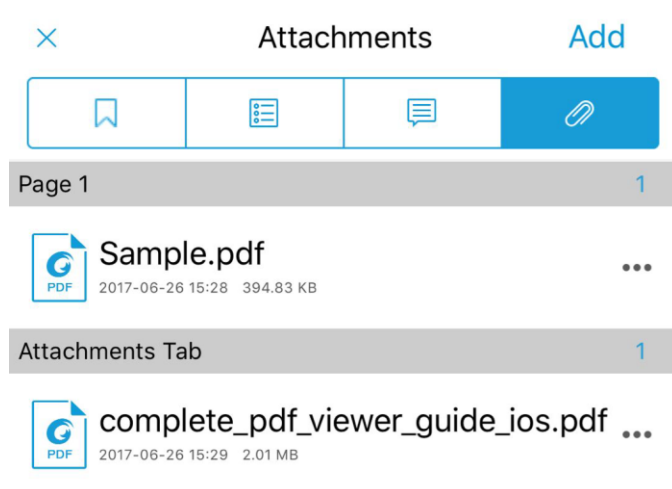 Attachments Add
Page 1 1
Sample.pdf
PDF
2017-06-26 15:28 394.83 KB
Attachments Tab 1
complete_pdf_viewer_guide_ios.pdf
PDF
2017-06-26 15:29 2.01 MB